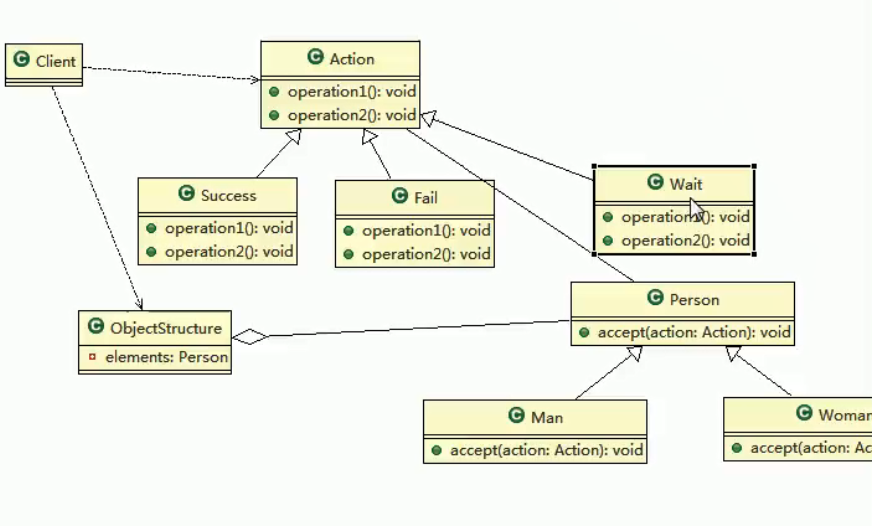 Client
Action
operation1(): void
operation2(): void
Success
operation1(): void
operation2(): void
Fail
operation1(): void
operation2(): void
Wait
operation1(): void
operation2(): void
ObjectStructure
elements: Person
Person
accept(action: Action): void
Man
accept(action: Action): void
Woman
accept(action: Ac